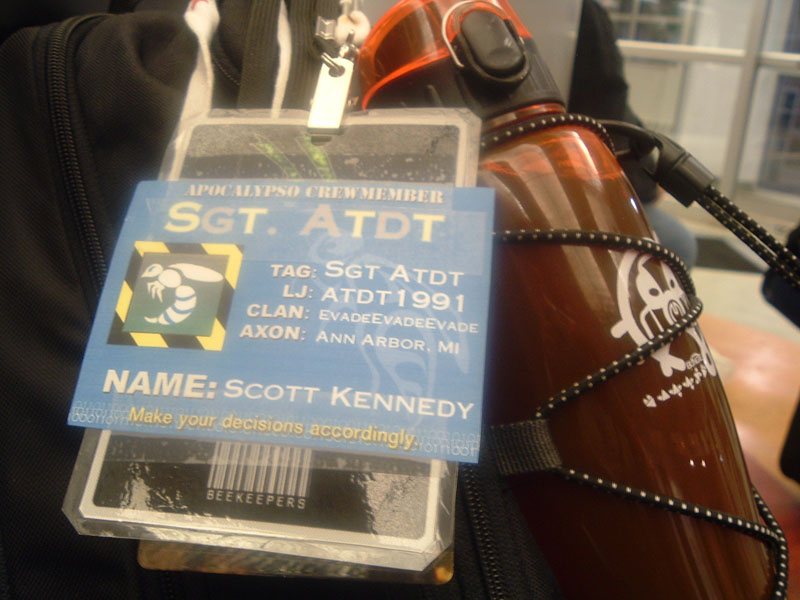 APOCALYPSO CREWMEMBER
SGT. ATDT
TAG: SGT ATDT
LJ: ATDT1991
CLAN: EVADEEVADEEVADE
AXON: ANN ARBOR, MI
NAME: SCOTT KENNEDY
Make your decisions accordingly.
BEEKEEPERS